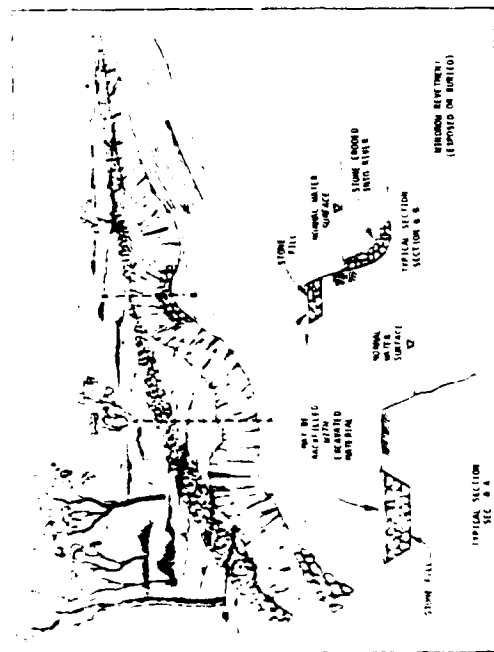 STONE
FILL
NORMAL WATER
SURFACE
STONE ERODED
INTO RIVER
TYPICAL SECTION
SECTION B B
WINDROW REVETMENT
(EXPOSED OR BURIED)
MAY BE
BACKFILLED
WITH
EXCAVATED
MATERIAL
NORMAL
WATER
SURFACE
STONE FILL
TYPICAL SECTION
SEC. A A